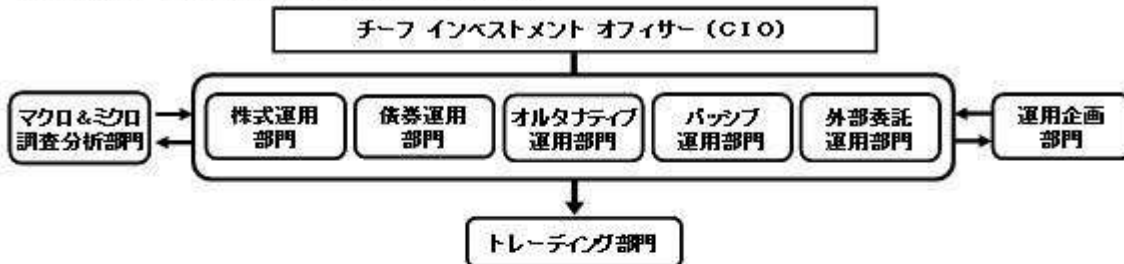 チーフ インベストメント オフィサー（CIO）
マクロ＆ミクロ
調査分析部門
株式運用
部門
債券運用
部門
オルタナティブ
運用部門
パッシブ
運用部門
外部委託
運用部門
運用企画
部門
トレーディング部門